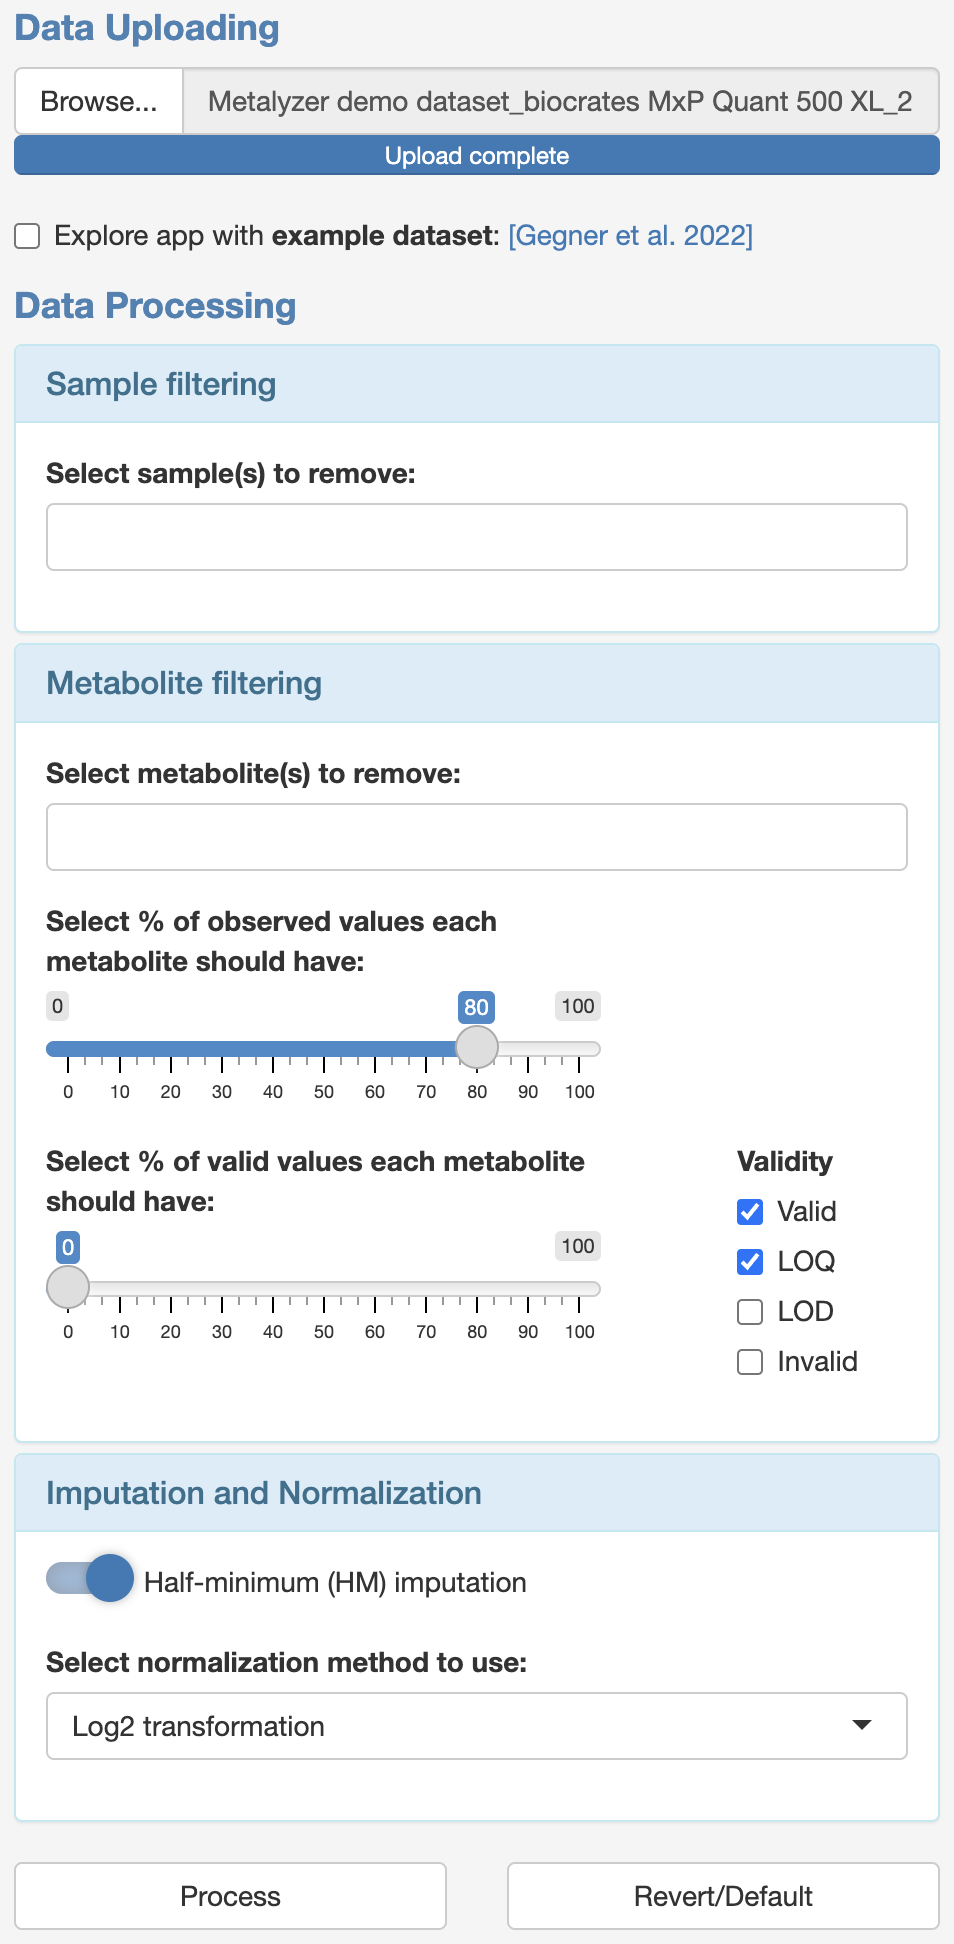 Data Uploading
Browse... Metalyzer demo dataset_biocrates MxP Quant 500 XL_2
Upload complete
Explore app with example dataset: [Gegner et al. 2022]
Data Processing
Sample filtering
Select sample(s) to remove:
Metabolite filtering
Select metabolite(s) to remove:
Select % of observed values each
metabolite should have:
0 80 100
0 10 20 30 40 50 60 70 80 90 100
Select % of valid values each metabolite
should have:
0 100
0 10 20 30 40 50 60 70 80 90 100
Validity
Valid
LOQ
LOD
Invalid
Imputation and Normalization
Half-minimum (HM) imputation
Select normalization method to use:
Log2 transformation
Process Revert/Default